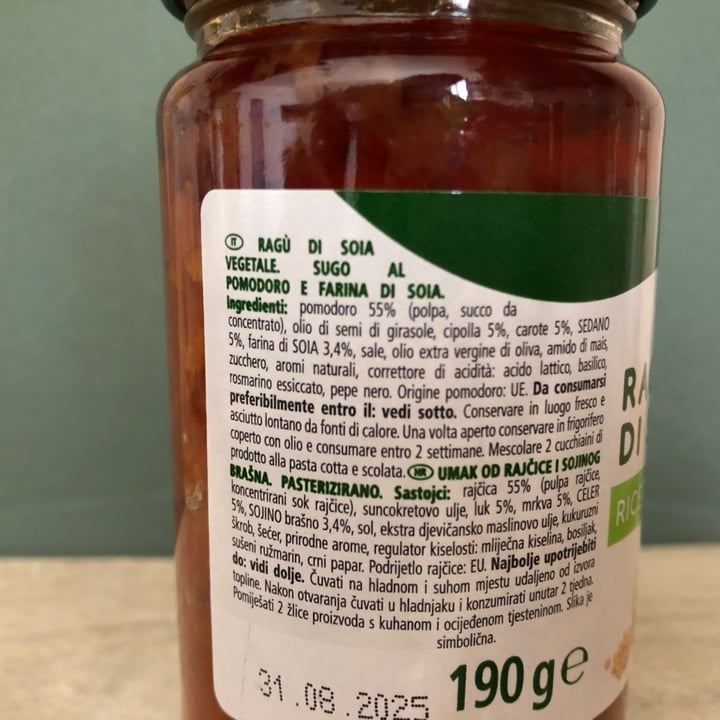 IT RAGÙ DI SOIA
VEGETALE. SUGO AL
POMODORO E FARINA DI SOIA.
Ingredienti: pomodoro 55% (polpa, succo da
concentrato), olio di semi di girasole, cipolla 5%, carote 5%, SEDANO
5%, farina di SOIA 3,4%, sale, olio extra vergine di oliva, amido di mais,
zucchero, aromi naturali, correttore di acidità: acido lattico, basilico,
rosmarino essiccato, pepe nero. Origine pomodoro: UE. Da consumarsi
preferibilmente entro il: vedi sotto. Conservare in luogo fresco e
asciutto lontano da fonti di calore. Una volta aperto conservare in frigorifero
coperto con olio e consumare entro 2 settimane. Mescolare 2 cucchiaini di
prodotto alla pasta cotta e scolata. HR UMAK OD RAJČICE I SOJINOG
BRAŠNA. PASTERIZIRANO. Sastojci: rajčica 55% (pulpa rajčice,
koncentrirani sok rajčice), suncokretovo ulje, luk 5%, mrkva 5%, CELER
5%, SOJINO brašno 3,4%, sol, ekstra djevičansko maslinovo ulje, kukuruzni
škrob, šećer, prirodne arome, regulator kiselosti: mliječna kiselina, bosiljak,
sušeni ružmarin, crni papar. Podrijetlo rajčice: EU. Najbolje upotrijebiti
do: vidi dolje. Čuvati na hladnom i suhom mjestu udaljeno od izvora
topline. Nakon otvaranja čuvati u hladnjaku i konzumirati unutar 2 tjedna.
Pomiješati 2 žlice proizvoda s kuhanom i ocijeđenom tjesteninom. Slika je
simbolična.
31.08.2025 190 g e
RA
DI
RICE